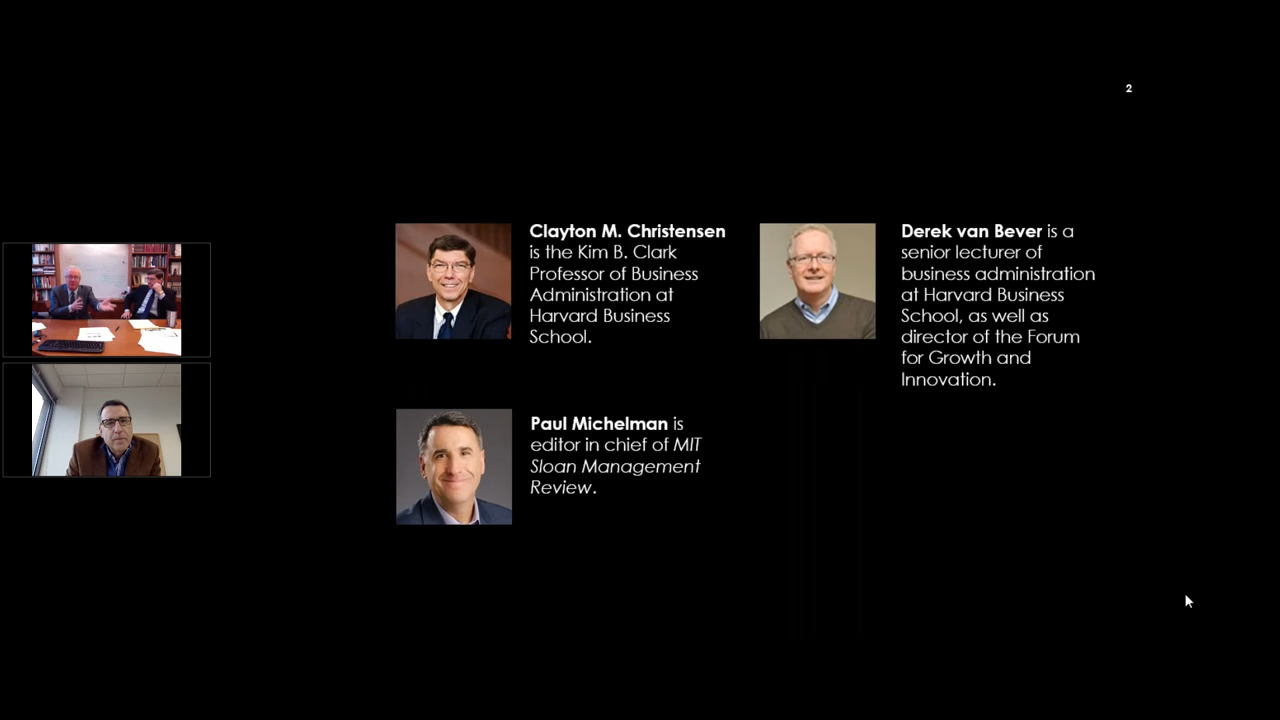 2
Clayton M. Christensen
is the Kim B. Clark
Professor of Business
Administration at
Harvard Business
School.
Derek van Bever is a
senior lecturer of
business administration
at Harvard Business
School, as well as
director of the Forum
for Growth and
Innovation.
Paul Michelman is
editor in chief of MIT
Sloan Management
Review.